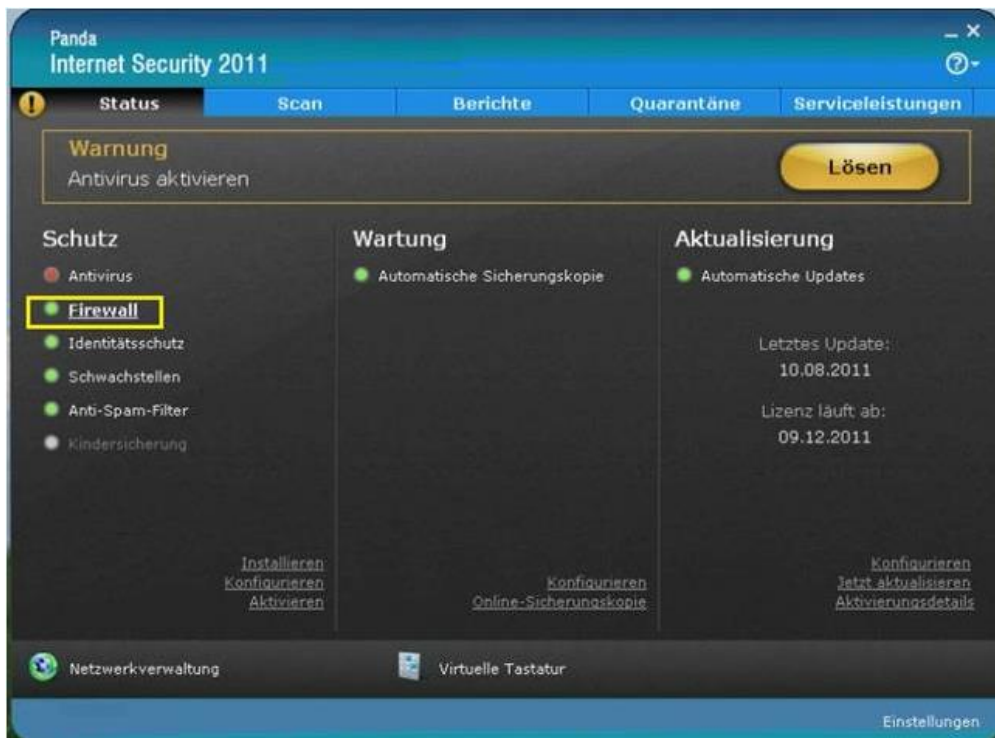 Panda
Internet Security 2011
Status
Scan
Berichte
Quarantäne
Serviceleistungen
Warnung
Antivirus aktivieren
Lösen
Schutz
Antivirus
Firewall
Identitätsschutz
Schwachstellen
Anti-Spam-Filter
Kindersicherung
Installieren
Konfigurieren
Aktivieren
Wartung
Automatische Sicherungskopie
Konfigurieren
Online-Sicherungskopie
Aktualisierung
Automatische Updates
Letztes Update:
10.08.2011
Lizenz läuft ab:
09.12.2011
Konfigurieren
Jetzt aktualisieren
Aktivierungsdetails
Netzwerkverwaltung
Virtuelle Tastatur
Einstellungen